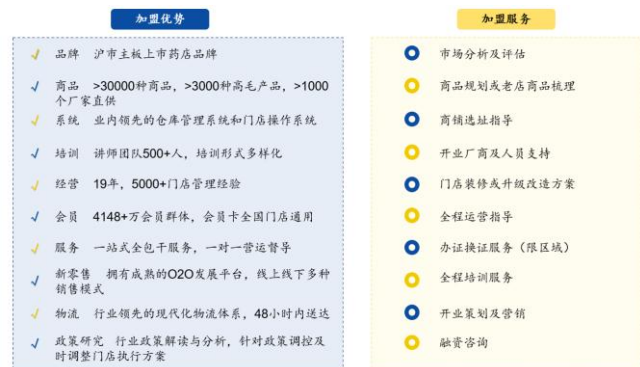 加盟优势
品牌 沪市主板上市药店品牌
商品 >30000种商品，>3000种高毛产品，>1000
个厂家直供
系统 业内领先的仓库管理系统和门店操作系统
培训 讲师团队500+人，培训形式多样化
经营 19年，5000+门店管理经验
会员 4148+万会员群体，会员卡全国门店通用
服务 一站式全包干服务，一对一营运督导
新零售 拥有成熟的O2O发展平台，线上线下多种
销售模式
物流 行业领先的现代化物流体系，48小时内送达
政策研究 行业政策解读与分析，针对政策调控及
时调整门店执行方案
加盟服务
市场分析及评估
商品规划或老店商品梳理
商铺选址指导
开业厂商及人员支持
门店装修或升级改造方案
全程运营指导
办证换证服务（限区域）
全程培训服务
开业策划及营销
融资咨询